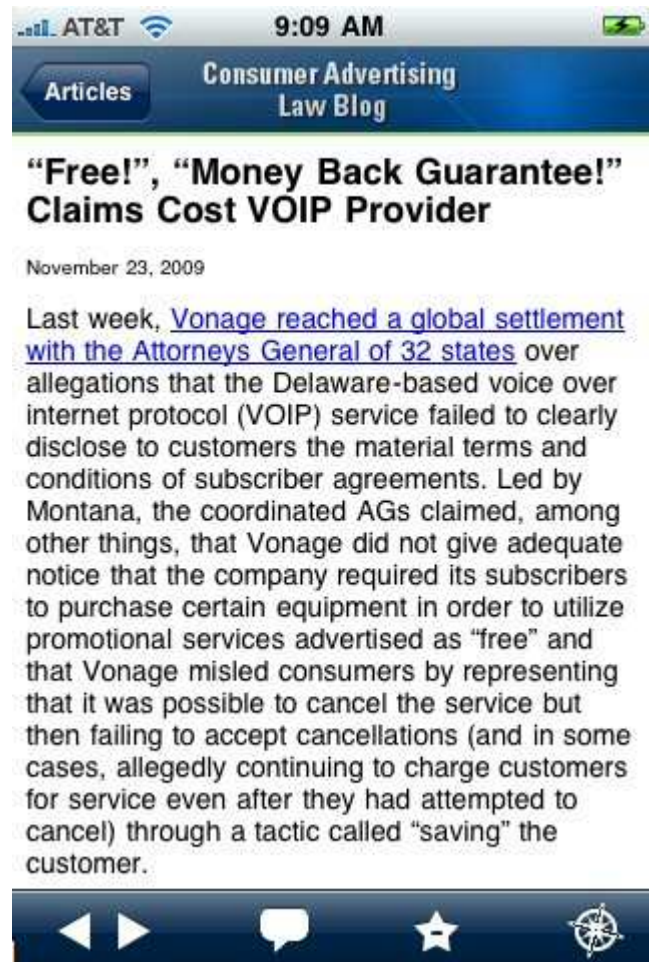 AT&T 9:09 AM
Articles
Consumer Advertising
Law Blog
“Free!”, “Money Back Guarantee!”
Claims Cost VOIP Provider
November 23, 2009
Last week, Vonage reached a global settlement
with the Attorneys General of 32 states over
allegations that the Delaware-based voice over
internet protocol (VOIP) service failed to clearly
disclose to customers the material terms and
conditions of subscriber agreements. Led by
Montana, the coordinated AGs claimed, among
other things, that Vonage did not give adequate
notice that the company required its subscribers
to purchase certain equipment in order to utilize
promotional services advertised as “free” and
that Vonage misled consumers by representing
that it was possible to cancel the service but
then failing to accept cancellations (and in some
cases, allegedly continuing to charge customers
for service even after they had attempted to
cancel) through a tactic called “saving” the
customer.